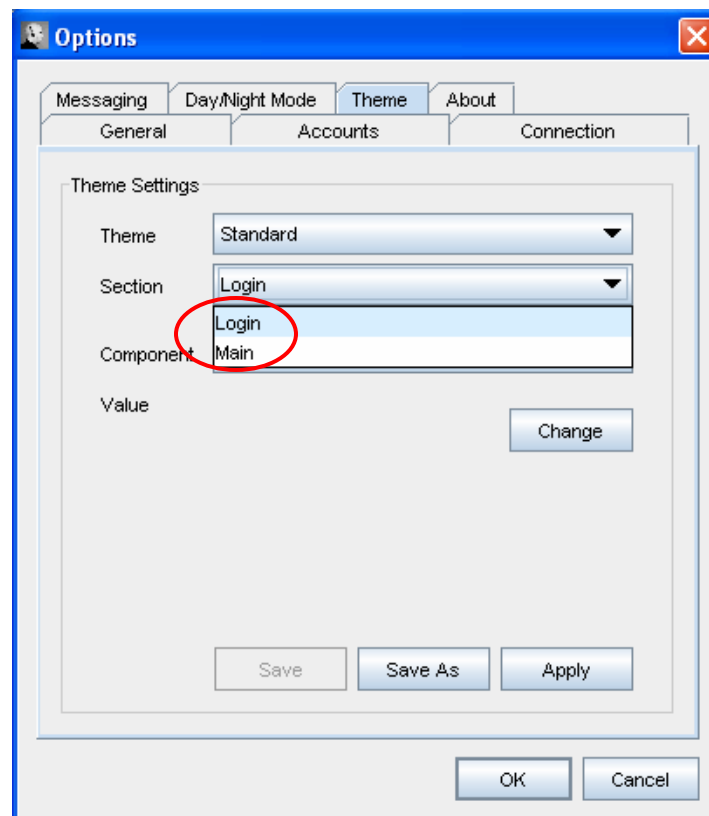 Options
Messaging Day/Night Mode Theme About
General Accounts Connection
Theme Settings
Theme Standard
Section Login
Login
Component Main
Value
Change
Save Save As Apply
OK Cancel